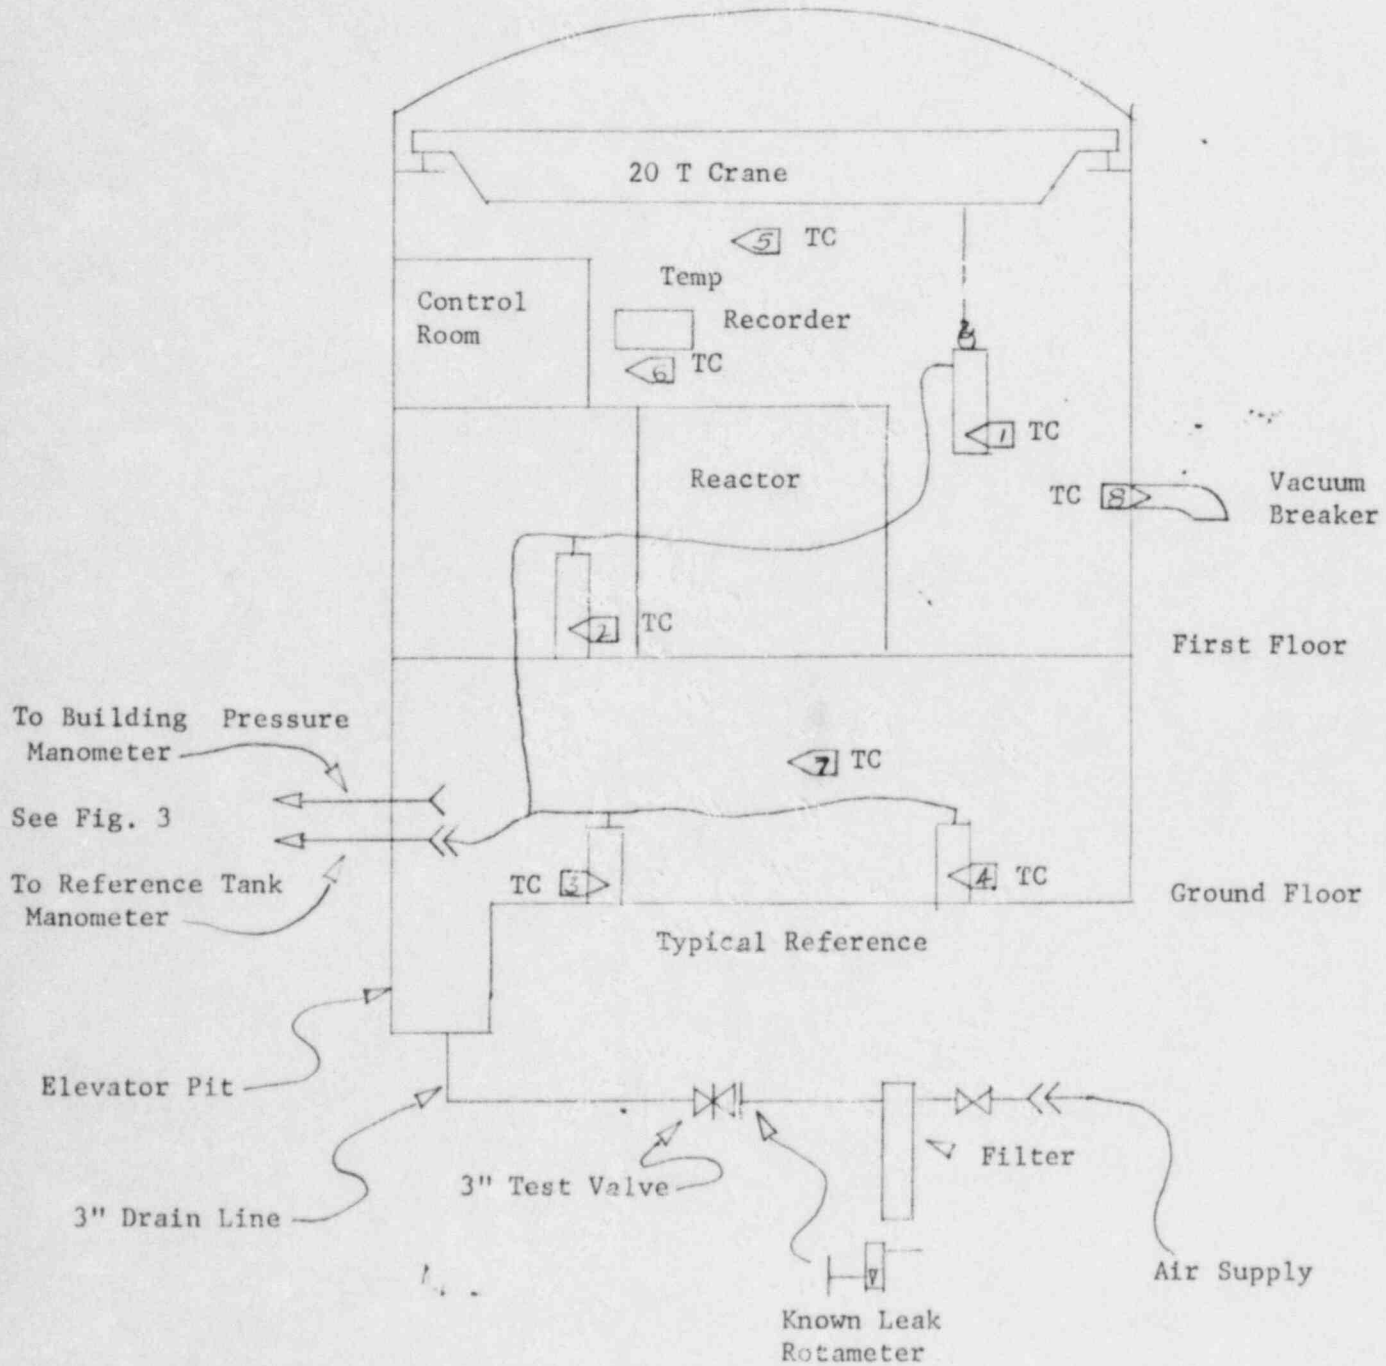 20 T Crane
5 TC
Temp
Recorder
Control
Room
6 TC
1 TC
Reactor
TC 8
Vacuum
Breaker
2 TC
First Floor
To Building Pressure
Manometer
7 TC
See Fig. 3
To Reference Tank
Manometer
TC 3
4 TC
Ground Floor
Typical Reference
Elevator Pit
3" Test Valve
Filter
3" Drain Line
Air Supply
Known Leak
Rotameter